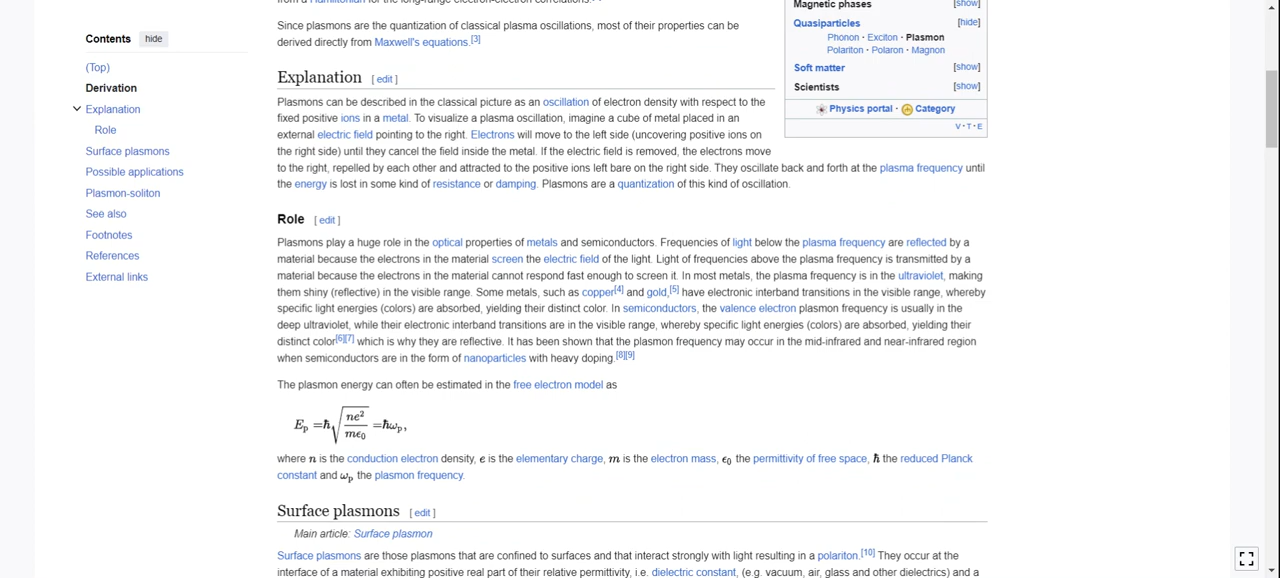 from a Hamiltonian for the long-range electron-electron correlations.
Since plasmons are the quantization of classical plasma oscillations, most of their properties can be
derived directly from Maxwell's equations.[3]
Contents hide
(Top)
Derivation
Explanation
Role
Surface plasmons
Possible applications
Plasmon-soliton
See also
Footnotes
References
External links
Magnetic phases [show]
Quasiparticles [hide]
Phonon · Exciton · Plasmon
Polariton · Polaron · Magnon
Soft matter [show]
Scientists [show]
Physics portal · Category
V · T · E
Explanation [ edit ]
Plasmons can be described in the classical picture as an oscillation of electron density with respect to the
fixed positive ions in a metal. To visualize a plasma oscillation, imagine a cube of metal placed in an
external electric field pointing to the right. Electrons will move to the left side (uncovering positive ions on
the right side) until they cancel the field inside the metal. If the electric field is removed, the electrons move
to the right, repelled by each other and attracted to the positive ions left bare on the right side. They oscillate back and forth at the plasma frequency until
the energy is lost in some kind of resistance or damping. Plasmons are a quantization of this kind of oscillation.
Role [ edit ]
Plasmons play a huge role in the optical properties of metals and semiconductors. Frequencies of light below the plasma frequency are reflected by a
material because the electrons in the material screen the electric field of the light. Light of frequencies above the plasma frequency is transmitted by a
material because the electrons in the material cannot respond fast enough to screen it. In most metals, the plasma frequency is in the ultraviolet, making
them shiny (reflective) in the visible range. Some metals, such as copper[4] and gold,[5] have electronic interband transitions in the visible range, whereby
specific light energies (colors) are absorbed, yielding their distinct color. In semiconductors, the valence electron plasmon frequency is usually in the
deep ultraviolet, while their electronic interband transitions are in the visible range, whereby specific light energies (colors) are absorbed, yielding their
distinct color[6][7] which is why they are reflective. It has been shown that the plasmon frequency may occur in the mid-infrared and near-infrared region
when semiconductors are in the form of nanoparticles with heavy doping.[8][9]
The plasmon energy can often be estimated in the free electron model as
Eₚ = ħ√(ne²/mϵ₀) = ħωₚ,
where n is the conduction electron density, e is the elementary charge, m is the electron mass, ϵ₀ the permittivity of free space, ħ the reduced Planck
constant and ωₚ the plasmon frequency.
Surface plasmons [ edit ]
Main article: Surface plasmon
Surface plasmons are those plasmons that are confined to surfaces and that interact strongly with light resulting in a polariton.[10] They occur at the
interface of a material exhibiting positive real part of their relative permittivity, i.e. dielectric constant, (e.g. vacuum, air, glass and other dielectrics) and a